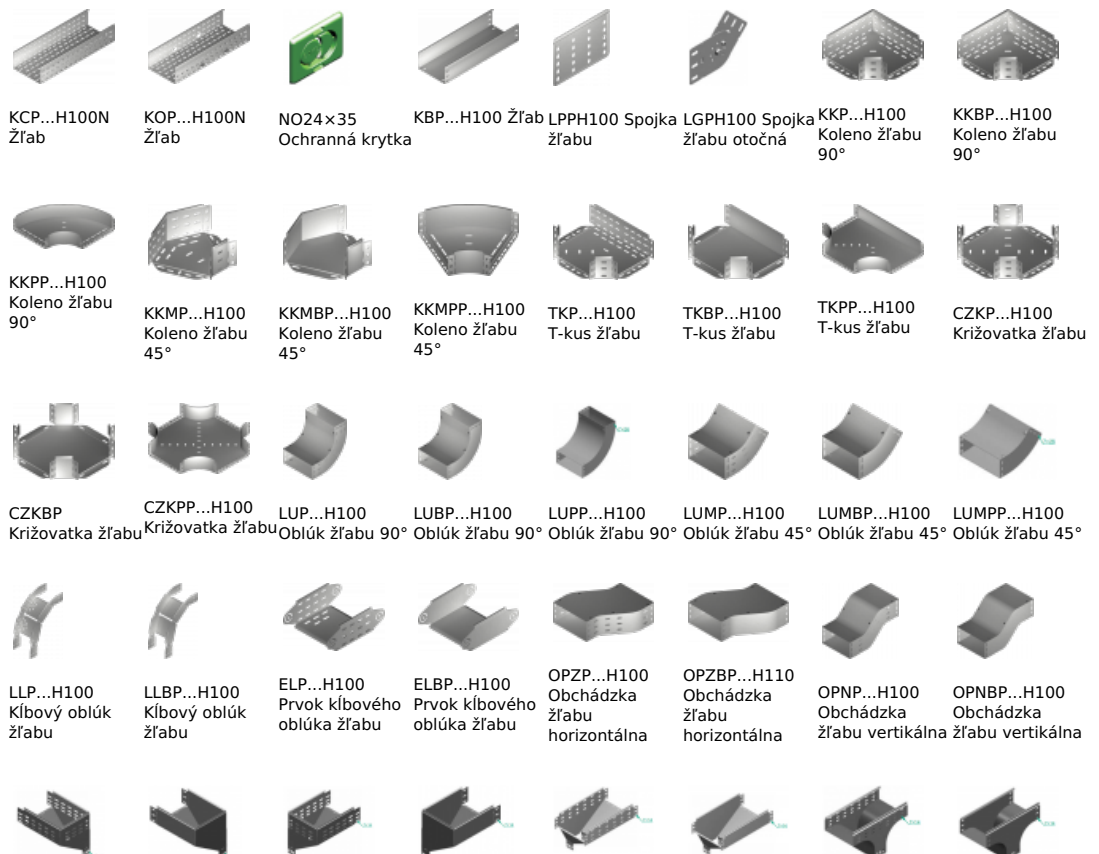 KCP...H100N
Žľab
KOP...H100N
Žľab
NO24×35
Ochranná krytka
KBP...H100 Žľab
LPPH100 Spojka
žľabu
LGPH100 Spojka
žľabu otočná
KKP...H100
Koleno žľabu
90°
KKBP...H100
Koleno žľabu
90°
KKPP...H100
Koleno žľabu
90°
KKMP...H100
Koleno žľabu
45°
KKMBP...H100
Koleno žľabu
45°
KKMPP...H100
Koleno žľabu
45°
TKP...H100
T-kus žľabu
TKBP...H100
T-kus žľabu
TKPP...H100
T-kus žľabu
CZKP...H100
Križovatka žľabu
CZKBP
Križovatka žľabu
CZKPP...H100
Križovatka žľabu
LUP...H100
Oblúk žľabu 90°
LUBP...H100
Oblúk žľabu 90°
LUPP...H100
Oblúk žľabu 90°
LUMP...H100
Oblúk žľabu 45°
LUMBP...H100
Oblúk žľabu 45°
LUMPP...H100
Oblúk žľabu 45°
LLP...H100
Kĺbový oblúk
žľabu
LLBP...H100
Kĺbový oblúk
žľabu
ELP...H100
Prvok kĺbového
oblúka žľabu
ELBP...H100
Prvok kĺbového
oblúka žľabu
OPZP...H100
Obchádzka
žľabu
horizontálna
OPZBP...H110
Obchádzka
žľabu
horizontálna
OPNP...H100
Obchádzka
žľabu vertikálna
OPNBP...H100
Obchádzka
žľabu vertikálna